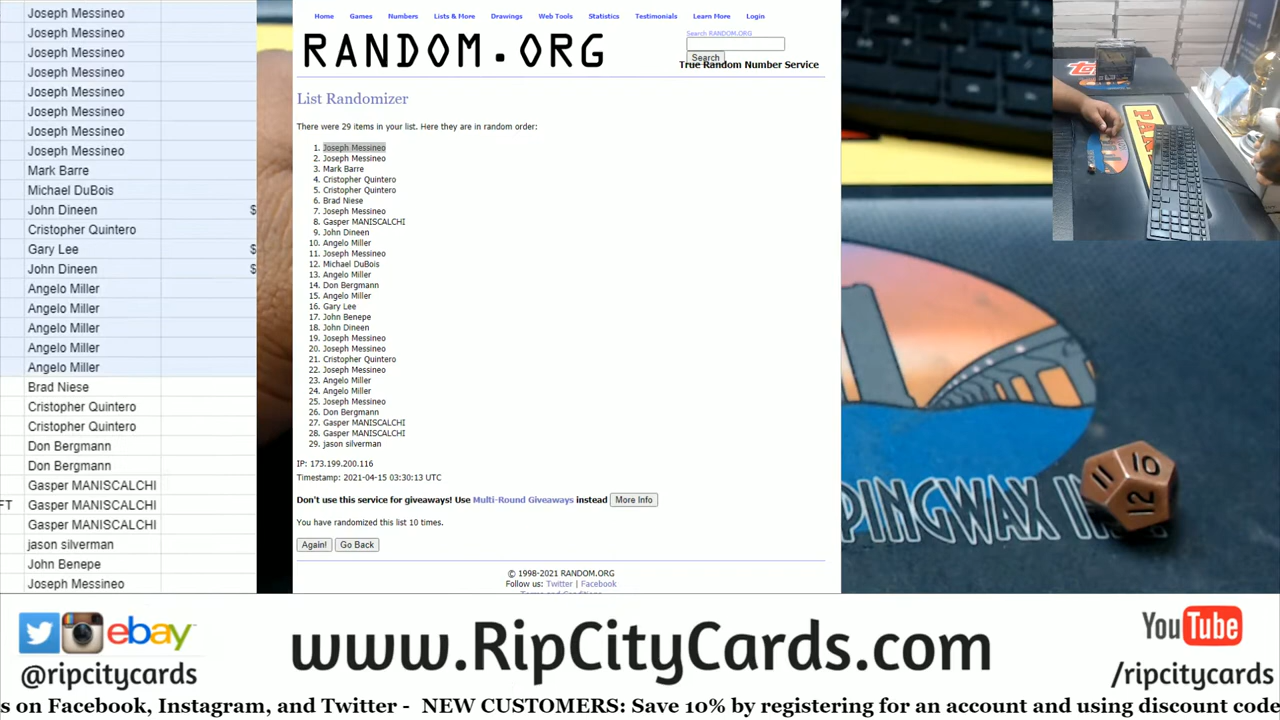 Joseph Messineo
Joseph Messineo
Joseph Messineo
Joseph Messineo
Joseph Messineo
Joseph Messineo
Joseph Messineo
Joseph Messineo
Mark Barre
Michael DuBois
John Dineen $
Cristopher Quintero
Gary Lee $
John Dineen $
Angelo Miller
Angelo Miller
Angelo Miller
Angelo Miller
Angelo Miller
Brad Niese
Cristopher Quintero
Cristopher Quintero
Don Bergmann
Don Bergmann
Gasper MANISCALCHI
FT Gasper MANISCALCHI
Gasper MANISCALCHI
jason silverman
John Benepe
Joseph Messineo
Home Games Numbers Lists & More Drawings Web Tools Statistics Testimonials Learn More Login
RANDOM.ORG
Search RANDOM.ORG
Search
True Random Number Service
List Randomizer
There were 29 items in your list. Here they are in random order:
1. Joseph Messineo
2. Joseph Messineo
3. Mark Barre
4. Cristopher Quintero
5. Cristopher Quintero
6. Brad Niese
7. Joseph Messineo
8. Gasper MANISCALCHI
9. John Dineen
10. Angelo Miller
11. Joseph Messineo
12. Michael DuBois
13. Angelo Miller
14. Don Bergmann
15. Angelo Miller
16. Gary Lee
17. John Benepe
18. John Dineen
19. Joseph Messineo
20. Joseph Messineo
21. Cristopher Quintero
22. Joseph Messineo
23. Angelo Miller
24. Angelo Miller
25. Joseph Messineo
26. Don Bergmann
27. Gasper MANISCALCHI
28. Gasper MANISCALCHI
29. jason silverman
IP: 173.199.200.116
Timestamp: 2021-04-15 03:30:13 UTC
Don't use this service for giveaways! Use Multi-Round Giveaways instead More Info
You have randomized this list 10 times.
Again! Go Back
© 1998-2021 RANDOM.ORG
Follow us: Twitter | Facebook
11 10
12
PINGWAX IN
ebay
@ripcitycards
www.RipCityCards.com
YouTube
/ripcitycards
s on Facebook, Instagram, and Twitter - NEW CUSTOMERS: Save 10% by registering for an account and using discount code